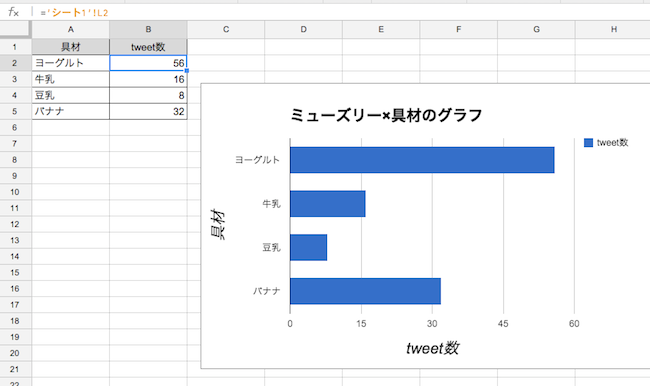 fx ='シート1'!L2
A B C D E F G H
1 具材 tweet数
2 ヨーグルト 56
3 牛乳 16
4 豆乳 8
5 バナナ 32
6
7
8
9
10
11
12
13
14
15
16
17
18
19
20
21
22
ミューズリー×具材のグラフ
tweet数
ヨーグルト
牛乳
豆乳
バナナ
具材
0 15 30 45 60
tweet数